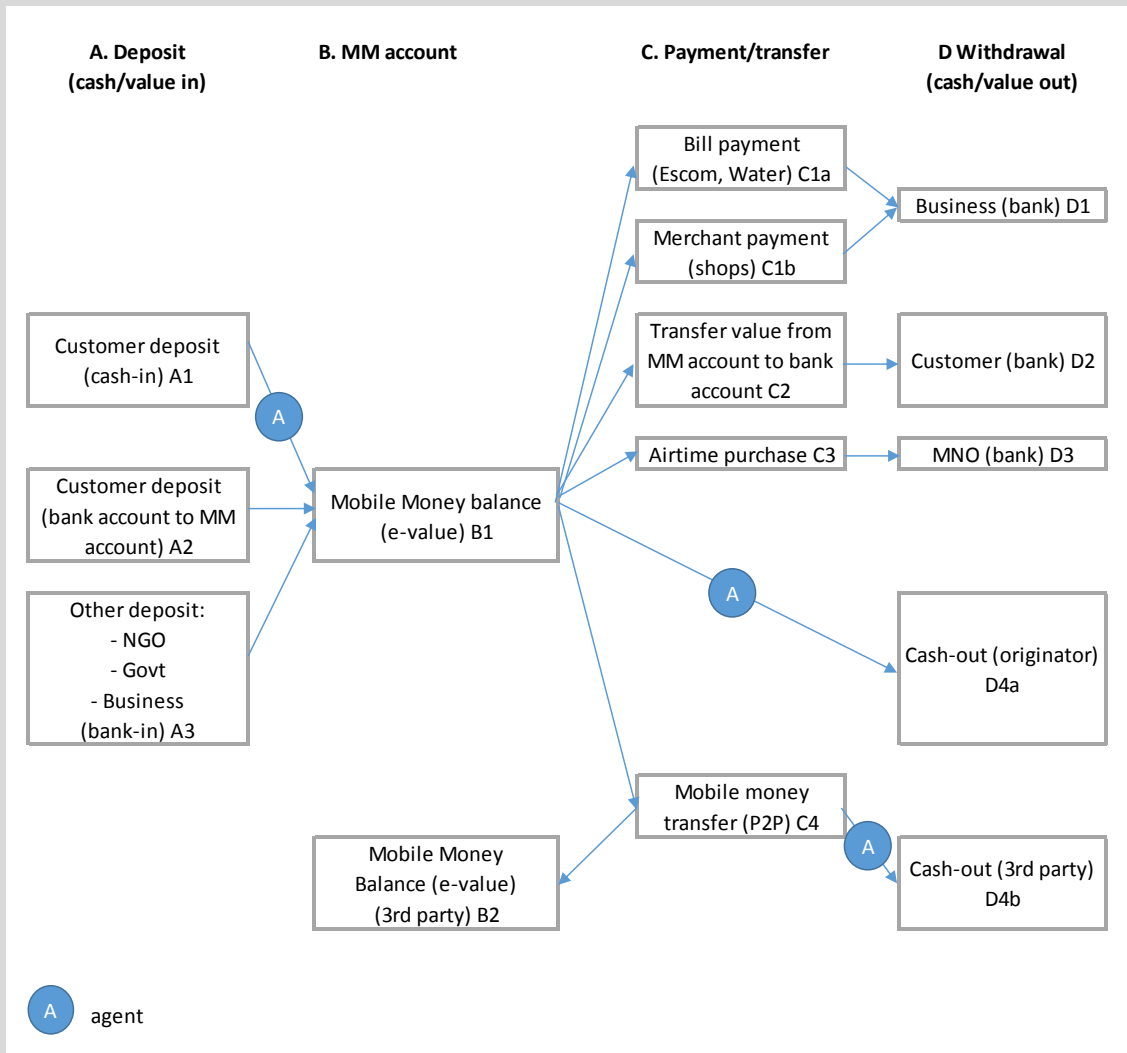 A. Deposit
(cash/value in)
B. MM account
C. Payment/transfer
D Withdrawal
(cash/value out)
Bill payment
(Escom, Water) C1a
Business (bank) D1
Merchant payment
(shops) C1b
Customer deposit
(cash-in) A1
A
Transfer value from
MM account to bank
account C2
Customer (bank) D2
Airtime purchase C3
MNO (bank) D3
Customer deposit
(bank account to MM
account) A2
Mobile Money balance
(e-value) B1
A
Other deposit:
- NGO
- Govt
- Business
(bank-in) A3
Cash-out (originator)
D4a
Mobile money
transfer (P2P) C4
A
Mobile Money
Balance (e-value)
(3rd party) B2
Cash-out (3rd party)
D4b
A
agent